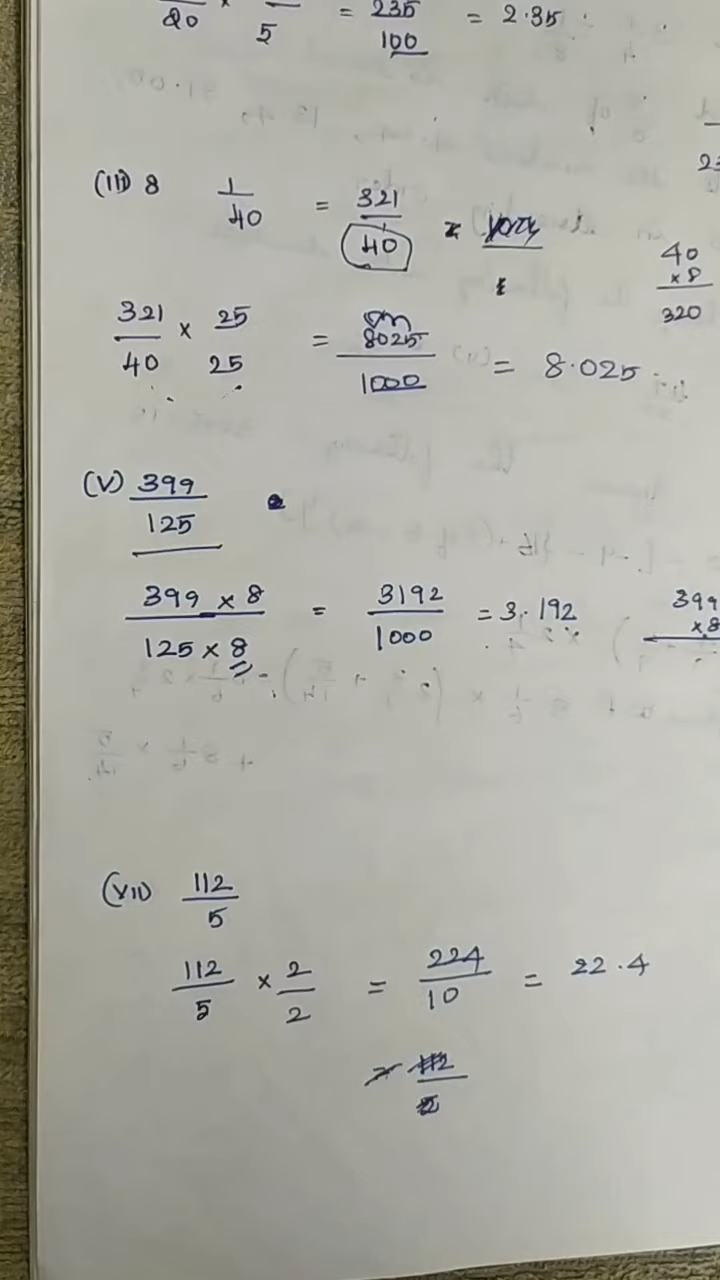 20 × 5 = 235/100 = 2.35
(III) 8 1/40 = 321/40
40
×8
320
321/40 × 25/25 = 8025/1000 = 8.025
(V) 399/125
399 × 8/125 × 8 = 3192/1000 = 3.192
399
×8
(VII) 112/5
112/5 × 2/2 = 224/10 = 22.4